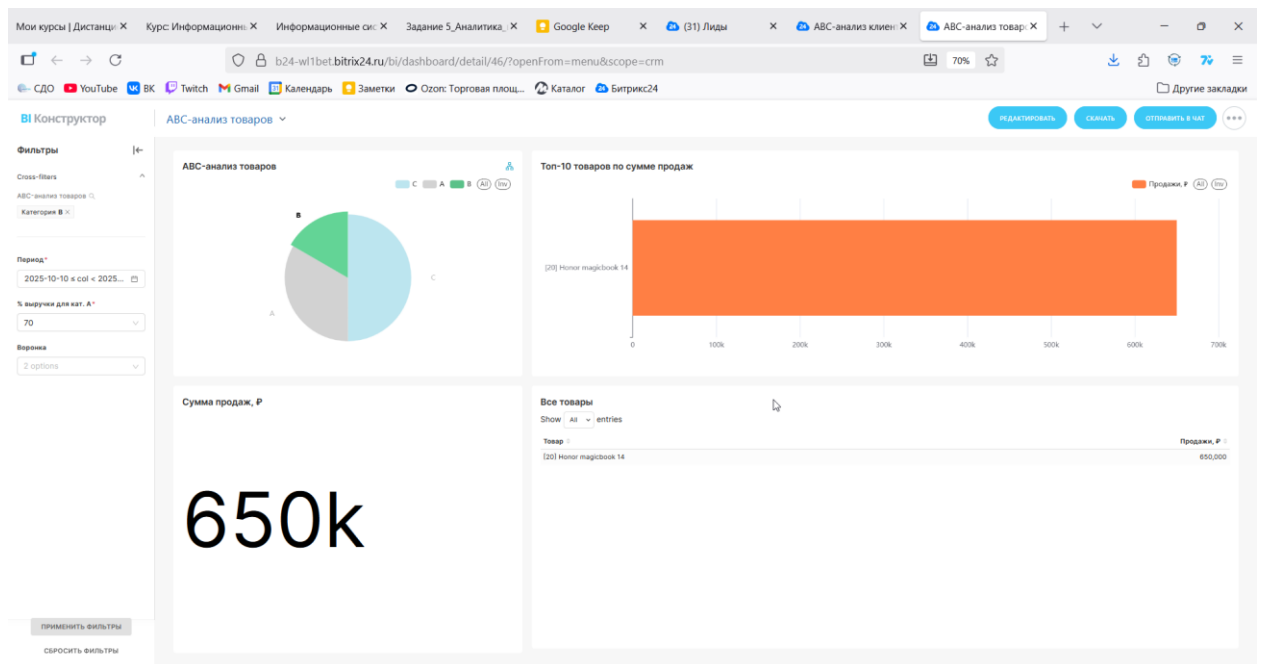 Мои курсы | Дистанци Курс: Информационн Информационные сис Задание 5_Аналитика_ Google Keep (31) Лиды ABC-анализ клиен ABC-анализ товар
b24-wl1bet.bitrix24.ru/bi/dashboard/detail/46/?openFrom=menu&scope=crm 70%
СДО YouTube ВК Twitch Gmail Календарь Заметки Ozon: Торговая площ... Каталог Битрикс24 Другие закладки
BI Конструктор
ABC-анализ товаров
РЕДАКТИРОВАТЬ СКАЧАТЬ ОТПРАВИТЬ В ЧАТ
Фильтры
Cross-filters
ABC-анализ товаров
Категория B
Период*
2025-10-10 ≤ col < 2025...
% выручки для кат. A*
70
Воронка
2 options
ПРИМЕНИТЬ ФИЛЬТРЫ
СБРОСИТЬ ФИЛЬТРЫ
ABC-анализ товаров
C A B All Inv
B
C
A
Топ-10 товаров по сумме продаж
Продажи, ₽ All Inv
[20] Honor magicbook 14
0 100k 200k 300k 400k 500k 600k 700k
Сумма продаж, ₽
650k
Все товары
Show All entries
Товар Продажи, ₽
[20] Honor magicbook 14 650,000